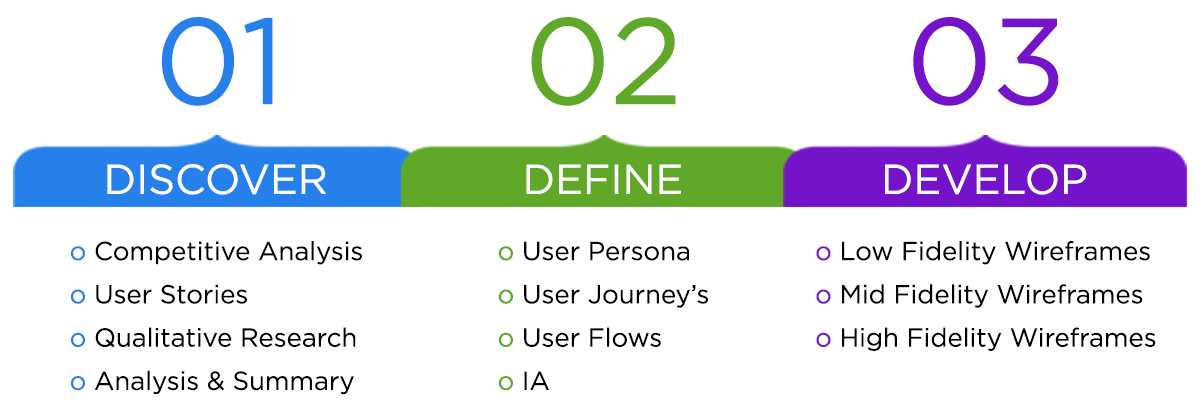 01
DISCOVER
o Competitive Analysis
o User Stories
o Qualitative Research
o Analysis & Summary
02
DEFINE
o User Persona
o User Journey’s
o User Flows
o IA
03
DEVELOP
o Low Fidelity Wireframes
o Mid Fidelity Wireframes
o High Fidelity Wireframes